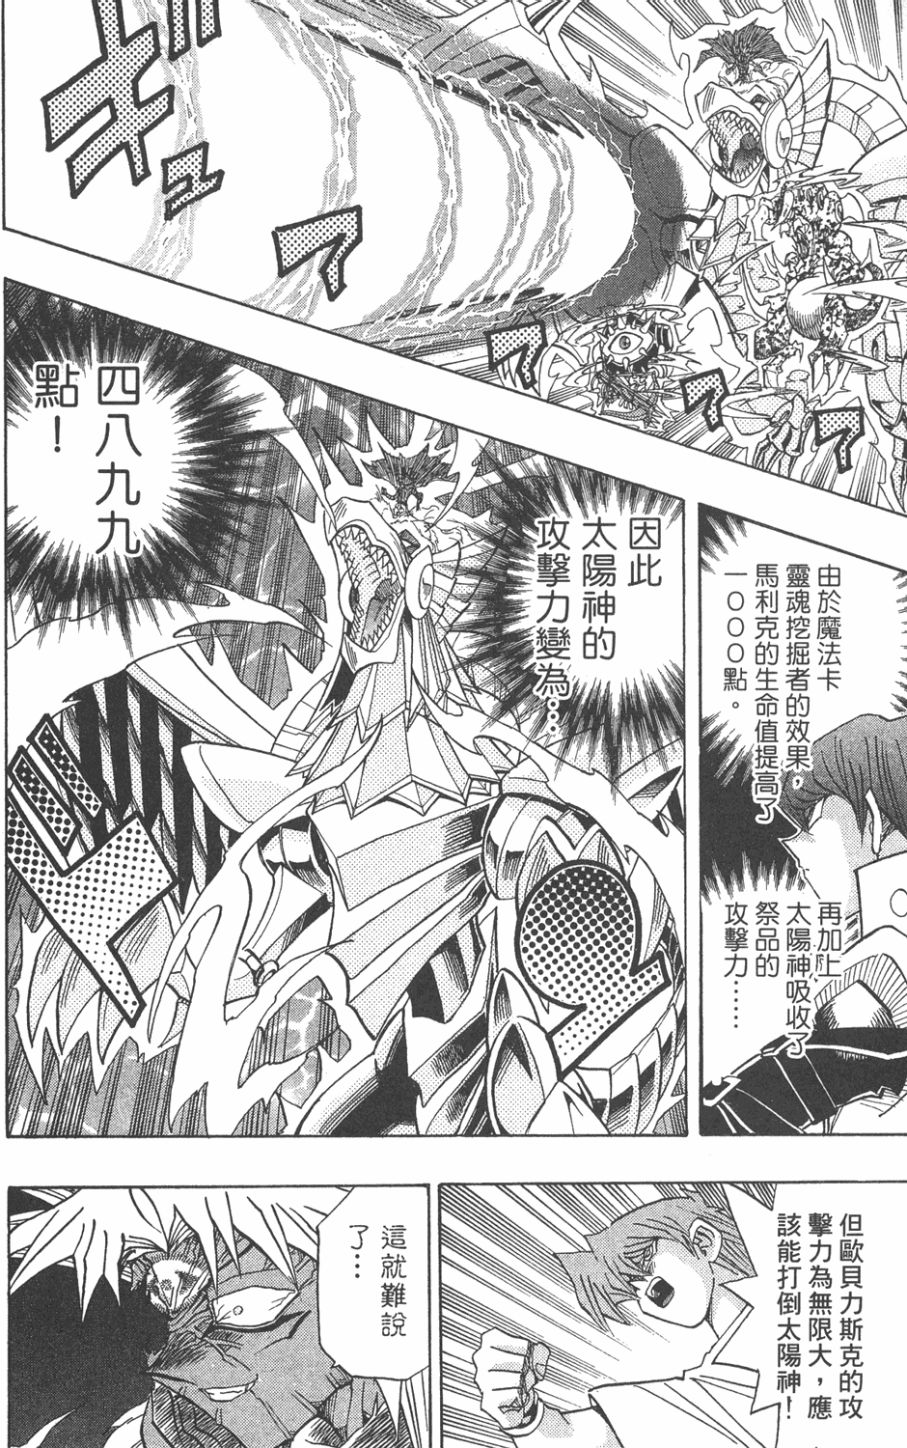 ギュ
ア
ア
ア
ア
由於魔法卡
靈魂挖掘者的效果，
馬利克的生命值提高了
一〇〇〇點。
再加上
太陽神吸收了
祭品的
攻擊力……
因此
太陽神的
攻擊力變為…
四八九九
點！
但歐貝力斯克的攻
擊力為無限大，應
該能打倒太陽神！
這就難說
了…